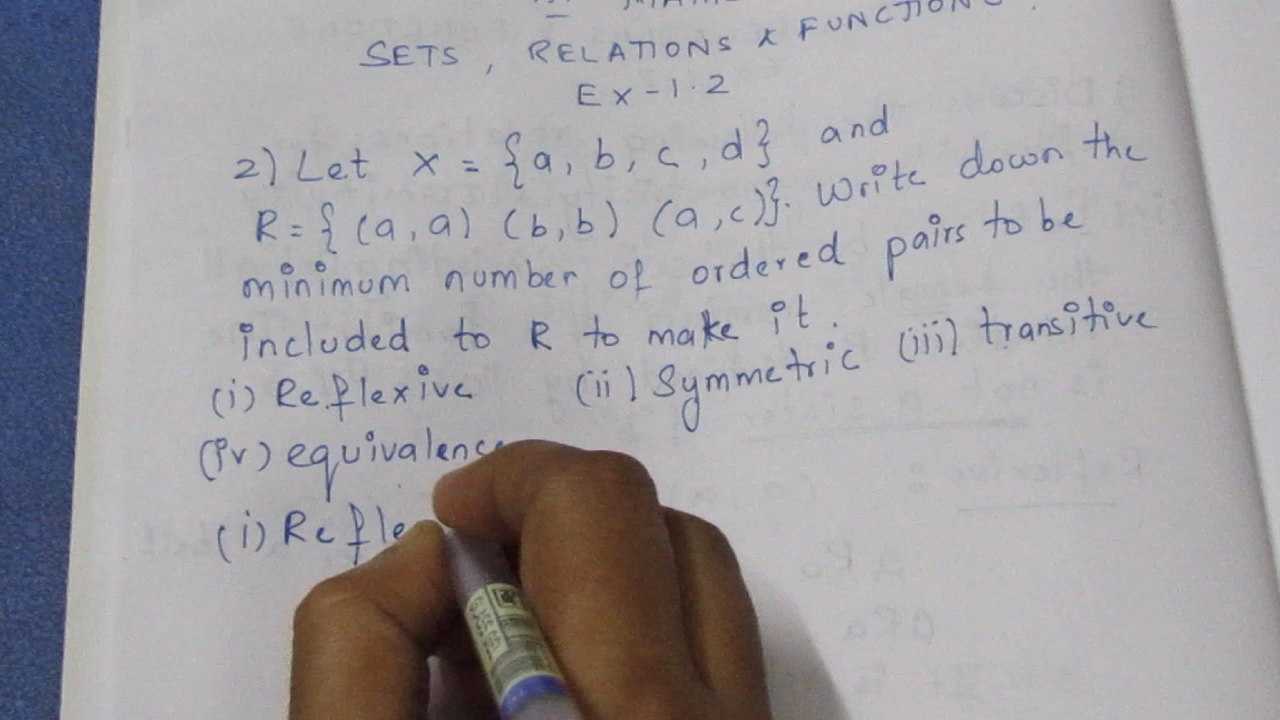 SETS, RELATIONS & FUNCTIONS.
Ex-1.2
2) Let X = {a, b, c, d} and
R = { (a, a) (b, b) (a, c)}. Write down the
minimum number of ordered pairs to be
included to R to make it.
(i) Reflexive (ii) Symmetric (iii) transitive
(iv) equivalenc
(i) Refle